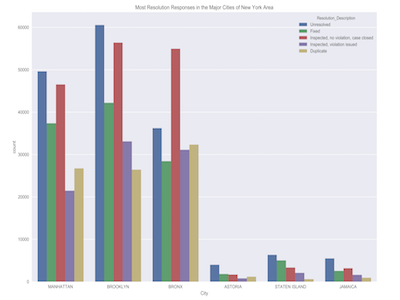 Most Resolution Responses in the Major Cities of New York Area
Resolution_Description
Unresolved
Fixed
Inspected, no violation, case closed
Inspected, violation issued
Duplicate
count
60000
50000
40000
30000
20000
10000
0
MANHATTAN BROOKLYN BRONX ASTORIA STATEN ISLAND JAMAICA
City